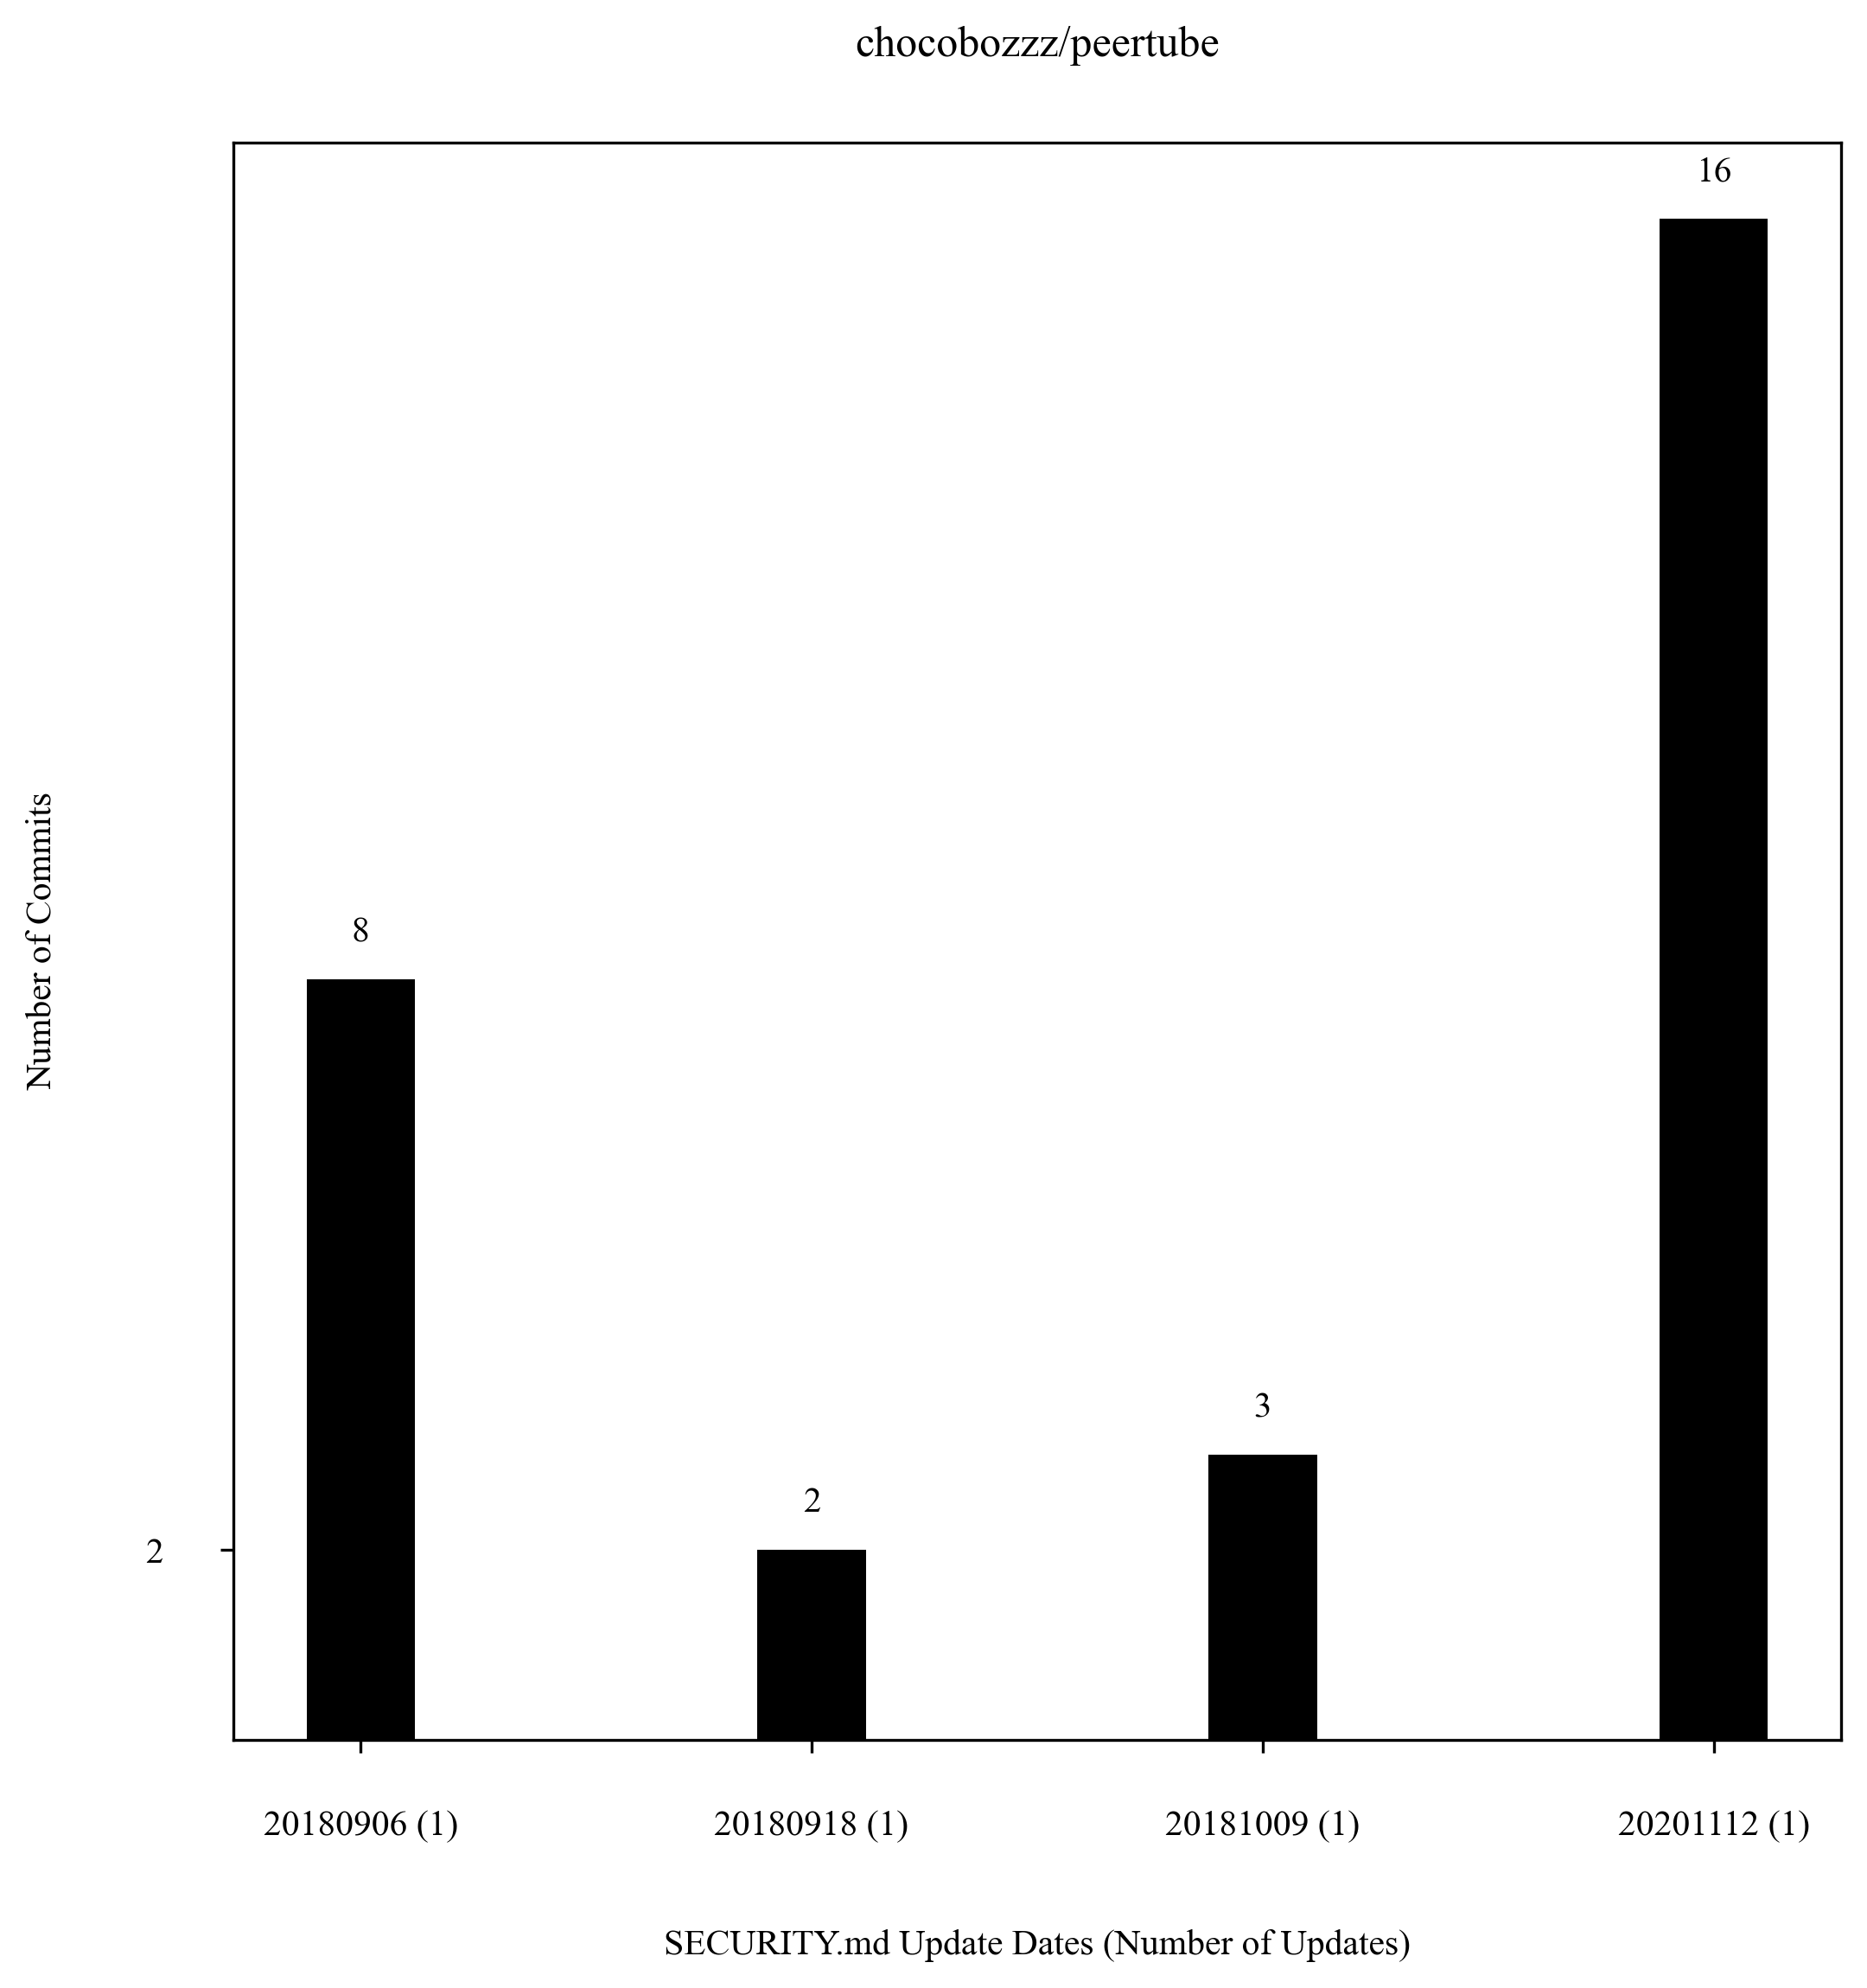 chocobozzz/peertube
16
8
3
2
2
Number of Commits
20180906 (1) 20180918 (1) 20181009 (1) 20201112 (1)
SECURITY.md Update Dates (Number of Updates)